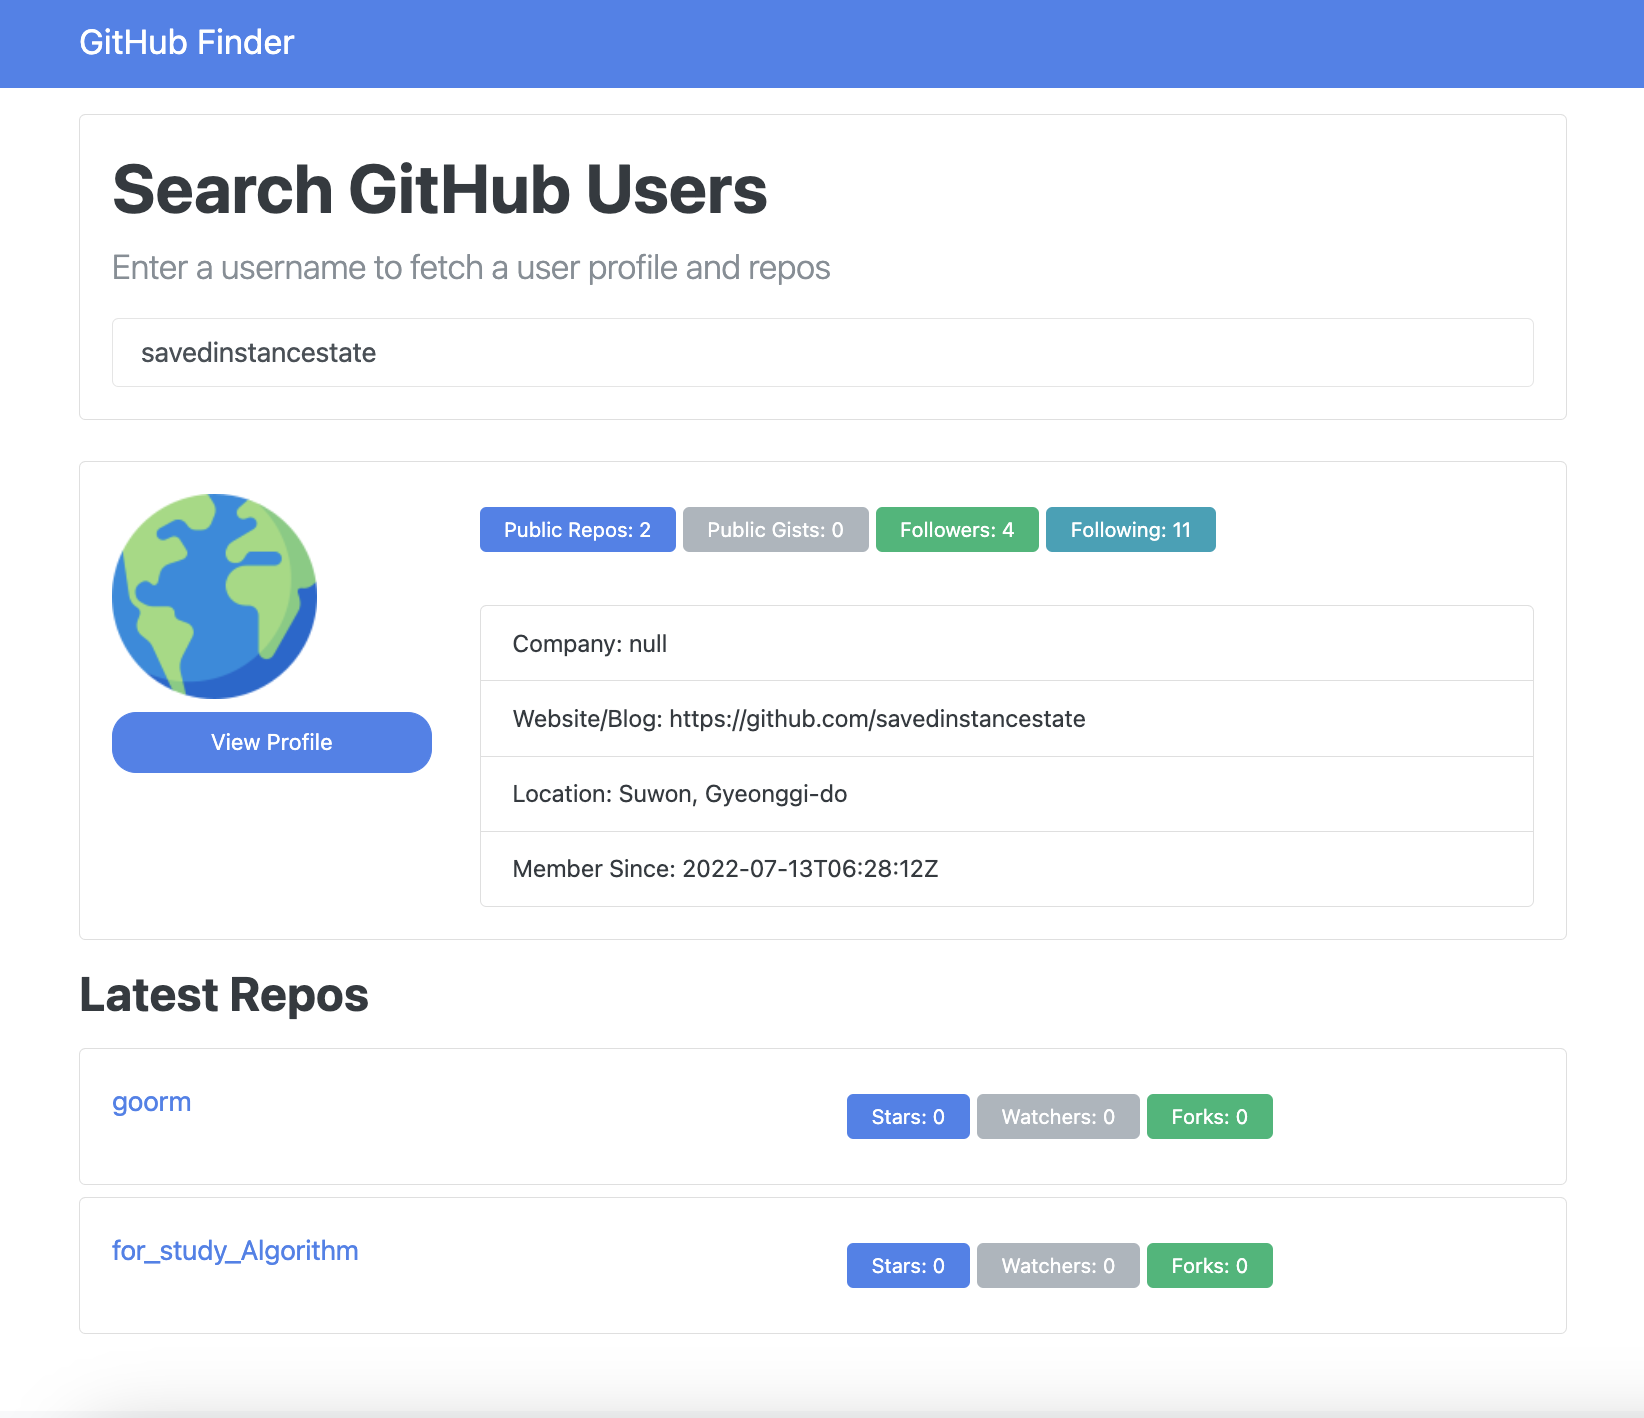 GitHub Finder
Search GitHub Users
Enter a username to fetch a user profile and repos
savedinstancestate
Public Repos: 2 Public Gists: 0 Followers: 4 Following: 11
Company: null
Website/Blog: https://github.com/savedinstancestate
Location: Suwon, Gyeonggi-do
Member Since: 2022-07-13T06:28:12Z
View Profile
Latest Repos
goorm
Stars: 0 Watchers: 0 Forks: 0
for_study_Algorithm
Stars: 0 Watchers: 0 Forks: 0